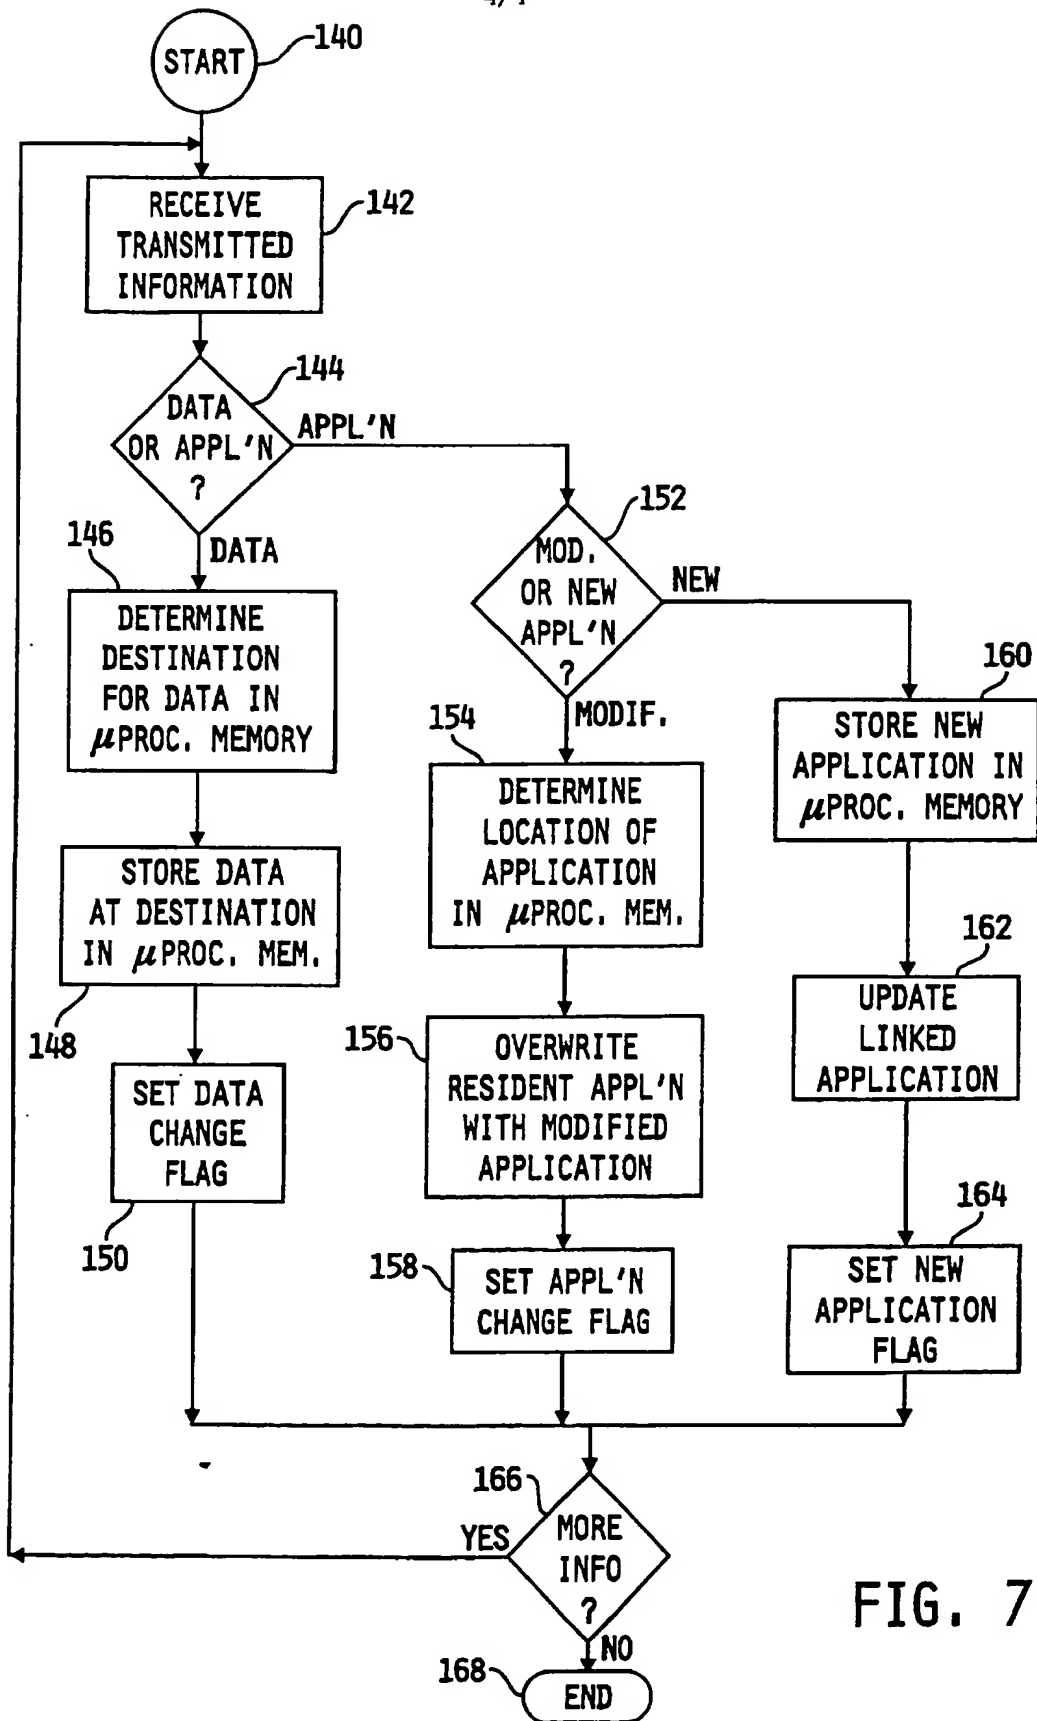 START
140
RECEIVE
TRANSMITTED
INFORMATION
142
DATA
OR APPL'N
?
144
APPL'N
DATA
146
DETERMINE
DESTINATION
FOR DATA IN
μPROC. MEMORY
STORE DATA
AT DESTINATION
IN μPROC. MEM.
148
SET DATA
CHANGE
FLAG
150
MOD.
OR NEW
APPL'N
?
152
NEW
MODIF.
154
DETERMINE
LOCATION OF
APPLICATION
IN μPROC. MEM.
156
OVERWRITE
RESIDENT APPL'N
WITH MODIFIED
APPLICATION
158
SET APPL'N
CHANGE FLAG
160
STORE NEW
APPLICATION IN
μPROC. MEMORY
162
UPDATE
LINKED
APPLICATION
164
SET NEW
APPLICATION
FLAG
166
MORE
INFO
?
YES
NO
168
END
FIG. 7